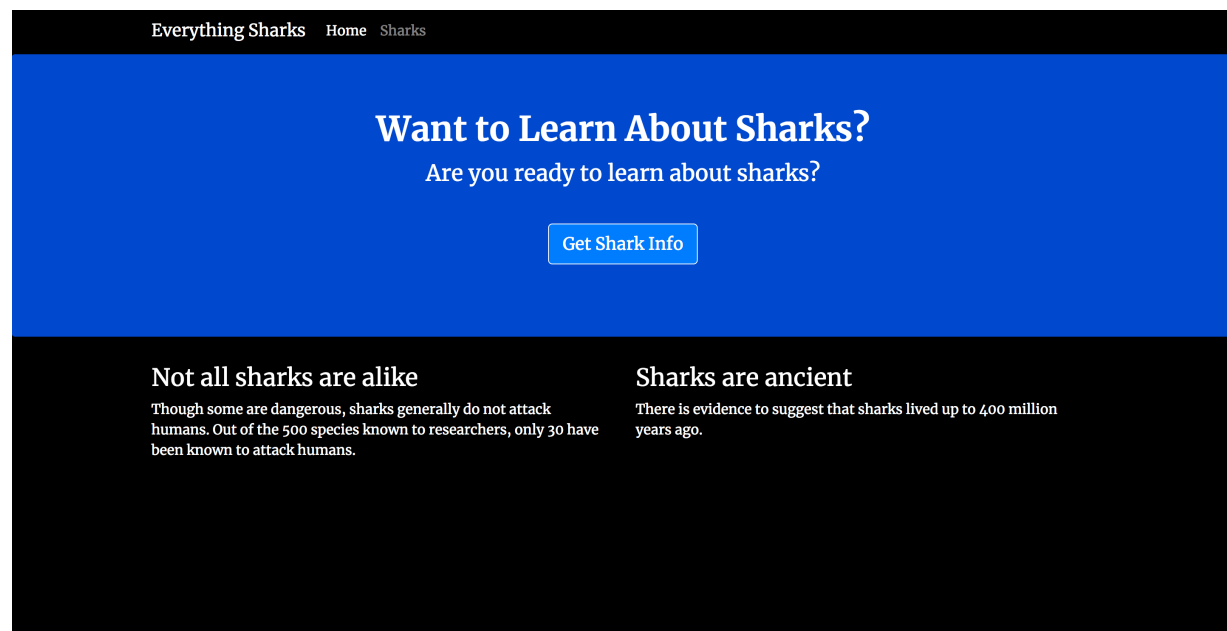 Everything Sharks Home Sharks
Want to Learn About Sharks?
Are you ready to learn about sharks?
Get Shark Info
Not all sharks are alike
Though some are dangerous, sharks generally do not attack
humans. Out of the 500 species known to researchers, only 30 have
been known to attack humans.
Sharks are ancient
There is evidence to suggest that sharks lived up to 400 million
years ago.